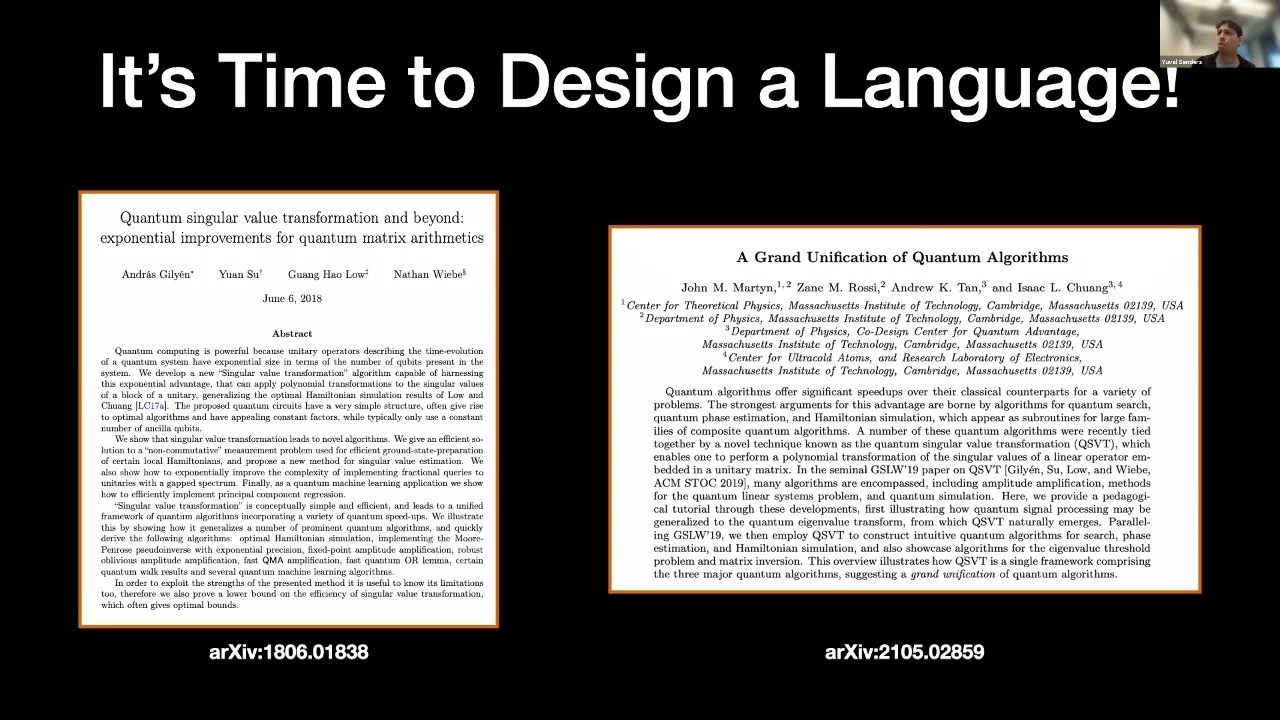 It's Time to Design a Language!
Yuval Sanders
Quantum singular value transformation and beyond:
exponential improvements for quantum matrix arithmetics
András Gilyén* Yuan Su† Guang Hao Low‡ Nathan Wiebe§
June 6, 2018
Abstract
Quantum computing is powerful because unitary operators describing the time-evolution
of a quantum system have exponential size in terms of the number of qubits present in the
system. We develop a new "Singular value transformation" algorithm capable of harnessing
this exponential advantage, that can apply polynomial transformations to the singular values
of a block of a unitary, generalizing the optimal Hamiltonian simulation results of Low and
Chuang [LC17a]. The proposed quantum circuits have a very simple structure, often give rise
to optimal algorithms and have appealing constant factors, while typically only use a constant
number of ancilla qubits.
We show that singular value transformation leads to novel algorithms. We give an efficient so-
lution to a "non-commutative" measurement problem used for efficient ground-state-preparation
of certain local Hamiltonians, and propose a new method for singular value estimation. We
also show how to exponentially improve the complexity of implementing fractional queries to
unitaries with a gapped spectrum. Finally, as a quantum machine learning application we show
how to efficiently implement principal component regression.
"Singular value transformation" is conceptually simple and efficient, and leads to a unified
framework of quantum algorithms incorporating a variety of quantum speed-ups. We illustrate
this by showing how it generalizes a number of prominent quantum algorithms, and quickly
derive the following algorithms: optimal Hamiltonian simulation, implementing the Moore-
Penrose pseudoinverse with exponential precision, fixed-point amplitude amplification, robust
oblivious amplitude amplification, fast QMA amplification, fast quantum OR lemma, certain
quantum walk results and several quantum machine learning algorithms.
In order to exploit the strengths of the presented method it is useful to know its limitations
too, therefore we also prove a lower bound on the efficiency of singular value transformation,
which often gives optimal bounds.
arXiv:1806.01838
A Grand Unification of Quantum Algorithms
John M. Martyn,1, 2 Zane M. Rossi,2 Andrew K. Tan,3 and Isaac L. Chuang3, 4
1Center for Theoretical Physics, Massachusetts Institute of Technology, Cambridge, Massachusetts 02139, USA
2Department of Physics, Massachusetts Institute of Technology, Cambridge, Massachusetts 02139, USA
3Department of Physics, Co-Design Center for Quantum Advantage,
Massachusetts Institute of Technology, Cambridge, Massachusetts 02139, USA
4Center for Ultracold Atoms, and Research Laboratory of Electronics,
Massachusetts Institute of Technology, Cambridge, Massachusetts 02139, USA
Quantum algorithms offer significant speedups over their classical counterparts for a variety of
problems. The strongest arguments for this advantage are borne by algorithms for quantum search,
quantum phase estimation, and Hamiltonian simulation, which appear as subroutines for large fam-
ilies of composite quantum algorithms. A number of these quantum algorithms were recently tied
together by a novel technique known as the quantum singular value transformation (QSVT), which
enables one to perform a polynomial transformation of the singular values of a linear operator em-
bedded in a unitary matrix. In the seminal GSLW'19 paper on QSVT [Gilyén, Su, Low, and Wiebe,
ACM STOC 2019], many algorithms are encompassed, including amplitude amplification, methods
for the quantum linear systems problem, and quantum simulation. Here, we provide a pedagogi-
cal tutorial through these developments, first illustrating how quantum signal processing may be
generalized to the quantum eigenvalue transform, from which QSVT naturally emerges. Parallel-
ing GSLW'19, we then employ QSVT to construct intuitive quantum algorithms for search, phase
estimation, and Hamiltonian simulation, and also showcase algorithms for the eigenvalue threshold
problem and matrix inversion. This overview illustrates how QSVT is a single framework comprising
the three major quantum algorithms, suggesting a grand unification of quantum algorithms.
arXiv:2105.02859